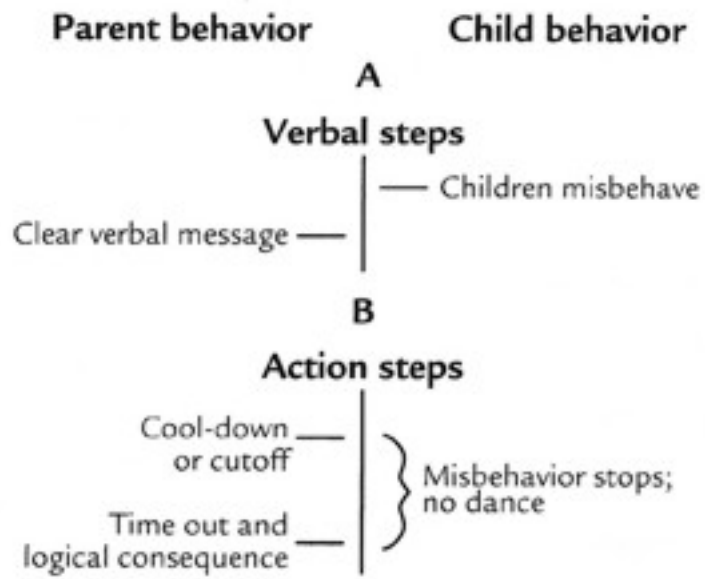 Parent behavior Child behavior
A
Verbal steps
Children misbehave
Clear verbal message
B
Action steps
Cool-down
or cutoff
Misbehavior stops;
no dance
Time out and
logical consequence